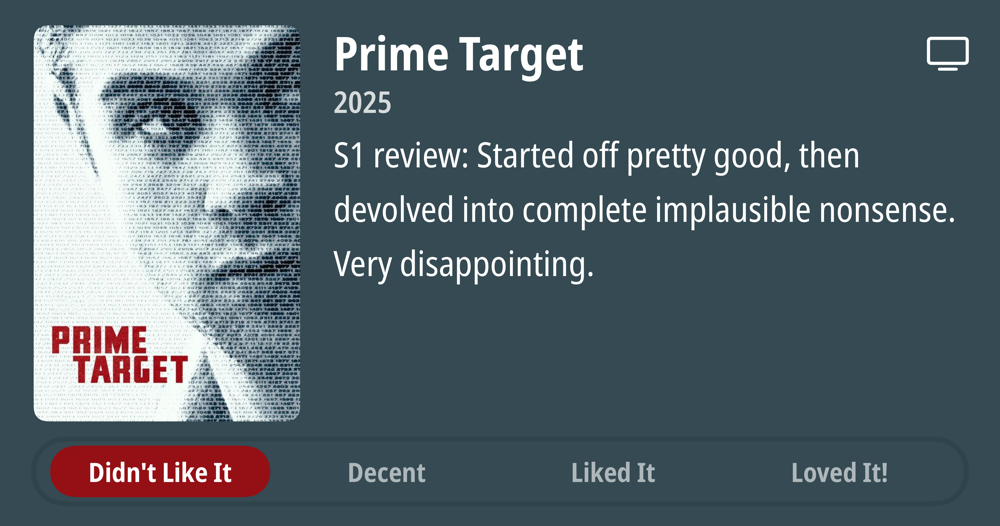 Prime Target
2025
S1 review: Started off pretty good, then
devolved into complete implausible nonsense.
Very disappointing.
PRIME
TARGET
Didn't Like It
Decent
Liked It
Loved It!